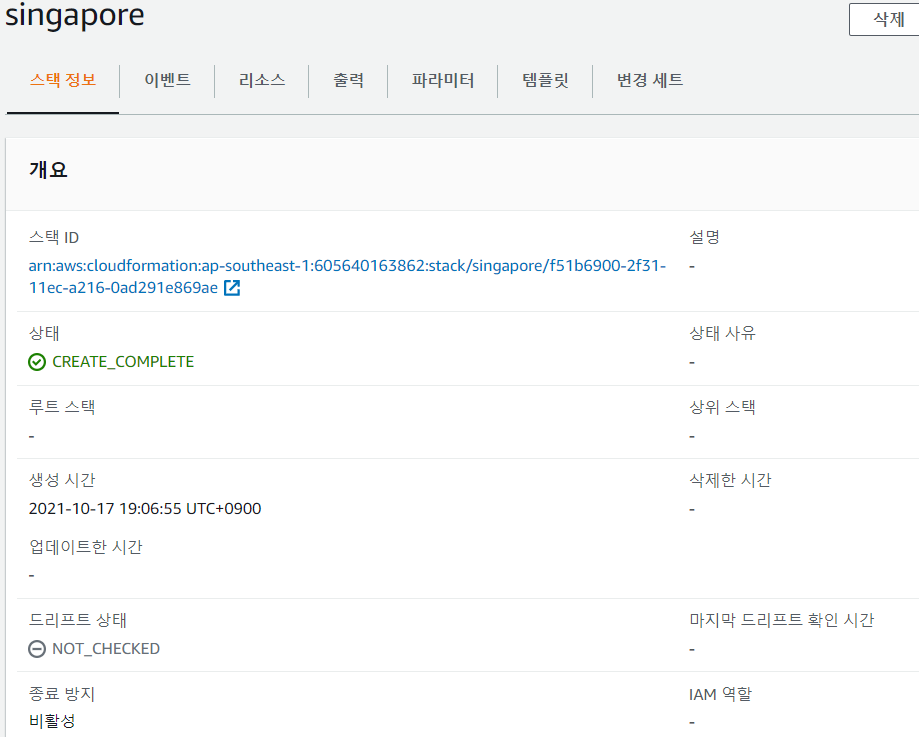 singapore
삭제
스택 정보 이벤트 리소스 출력 파라미터 템플릿 변경 세트
개요
스택 ID
arn:aws:cloudformation:ap-southeast-1:605640163862:stack/singapore/f51b6900-2f31-
11ec-a216-0ad291e869ae
설명
-
상태
CREATE_COMPLETE
상태 사유
-
루트 스택
-
상위 스택
-
생성 시간
2021-10-17 19:06:55 UTC+0900
삭제한 시간
-
업데이트한 시간
-
드리프트 상태
NOT_CHECKED
마지막 드리프트 확인 시간
-
종료 방지
비활성
IAM 역할
-